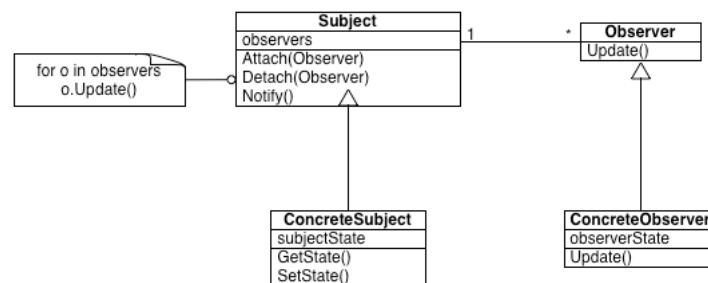 Subject
observers
Attach(Observer)
Detach(Observer)
Notify()
1
*
Observer
Update()
for o in observers
o.Update()
ConcreteSubject
subjectState
GetState()
SetState()
ConcreteObserver
observerState
Update()